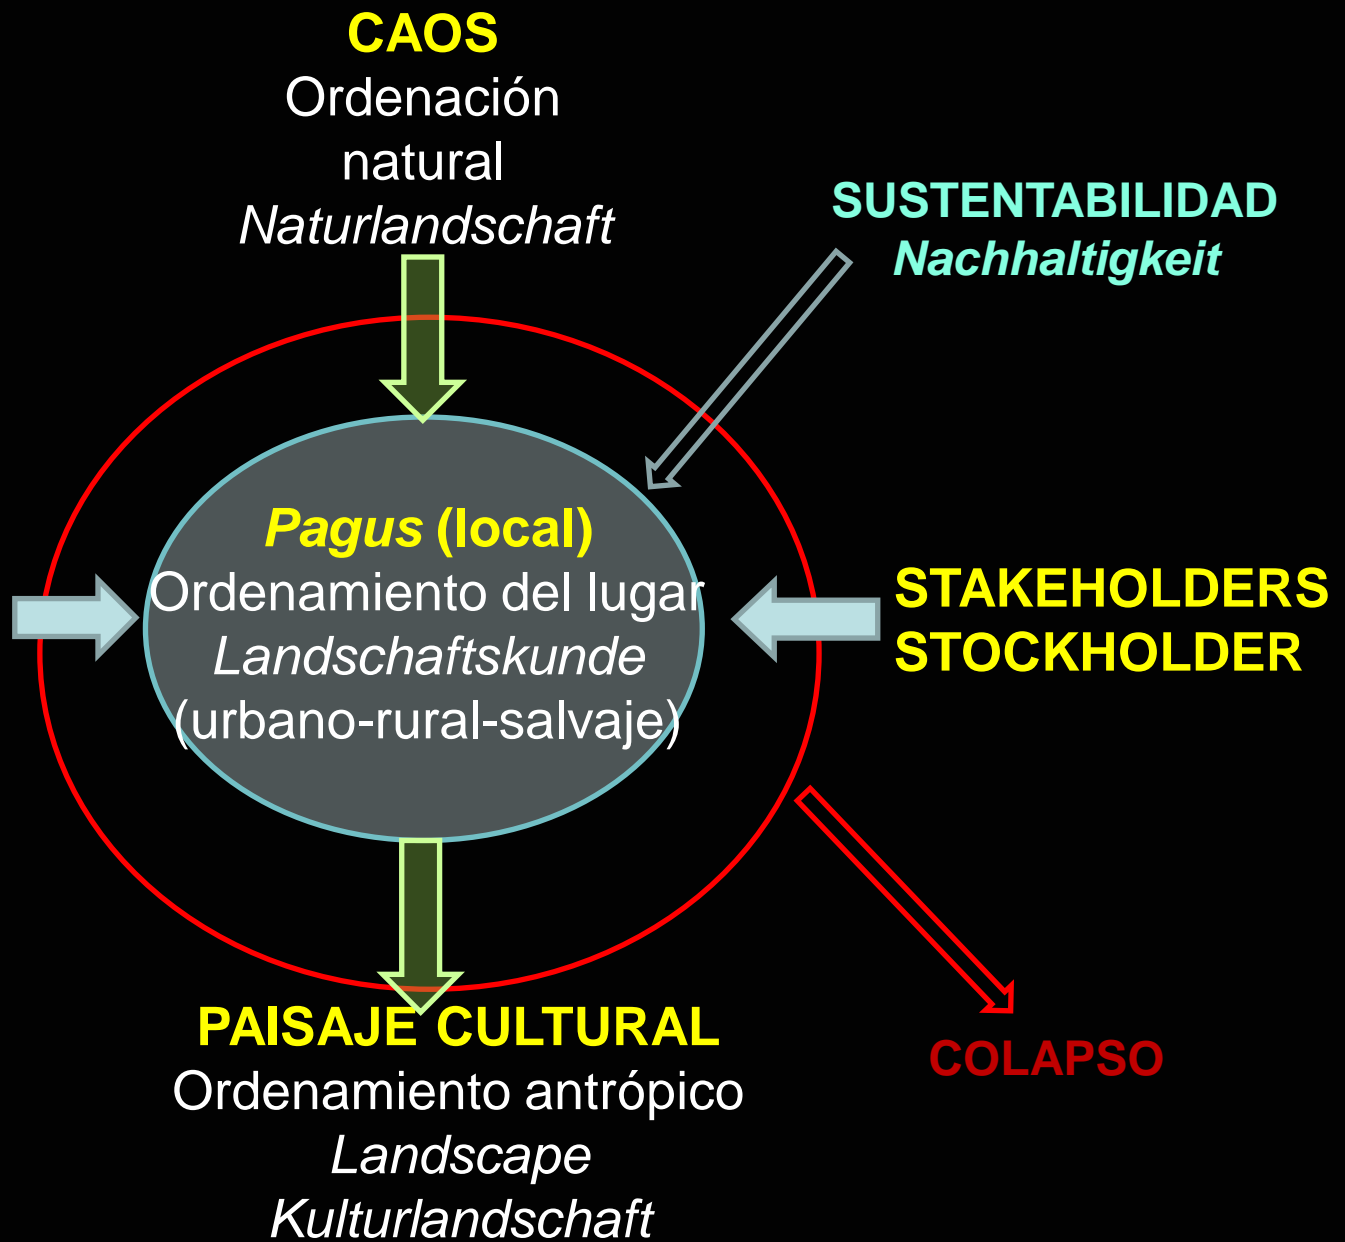 CAOS
Ordenación
natural
Naturlandschaft
SUSTENTABILIDAD
Nachhaltigkeit
Pagus (local)
Ordenamiento del lugar
Landschaftskunde
(urbano-rural-salvaje)
STAKEHOLDERS
STOCKHOLDER
PAISAJE CULTURAL
Ordenamiento antrópico
Landscape
Kulturlandschaft
COLAPSO